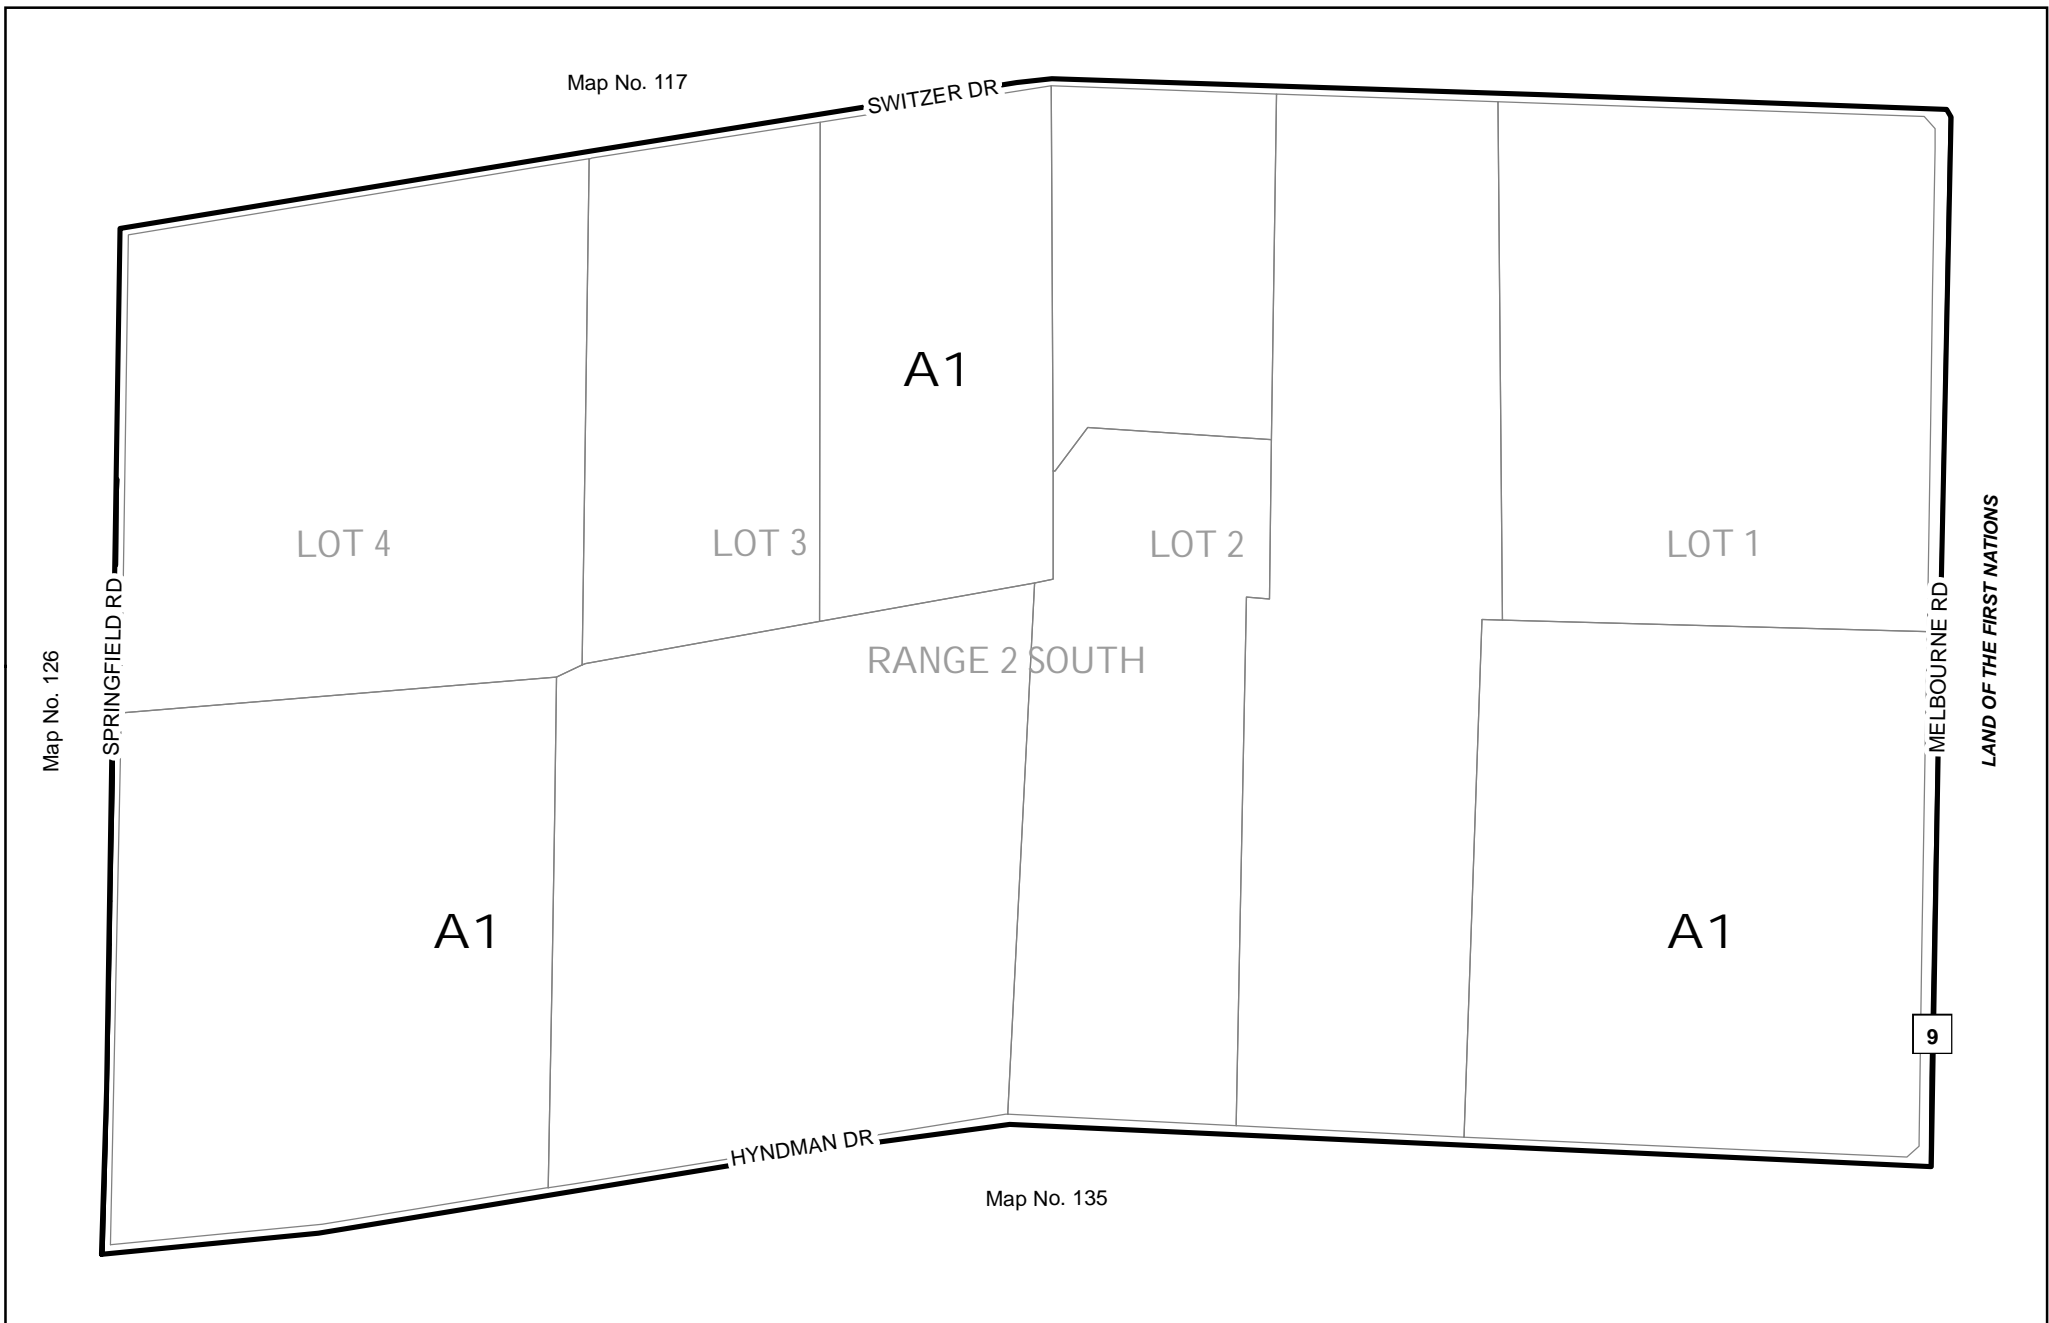 Map No. 117
SWITZER DR
A1
LOT 4
LOT 3
LOT 2
LOT 1
RANGE 2 SOUTH
SPRINGFIELD RD
Map No. 126
MELBOURNE RD
LAND OF THE FIRST NATIONS
A1
A1
9
HYNDMAN DR
Map No. 135